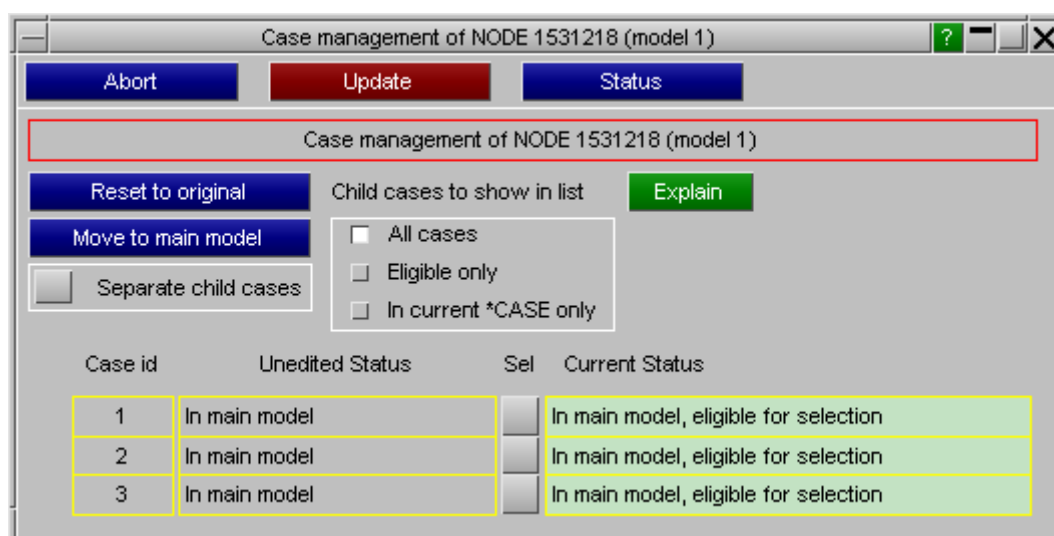 Case management of NODE 1531218 (model 1) ?
Abort Update Status
Case management of NODE 1531218 (model 1)
Reset to original Child cases to show in list Explain
Move to main model All cases
Separate child cases Eligible only
In current *CASE only
Case id Unedited Status Sel Current Status
1 In main model In main model, eligible for selection
2 In main model In main model, eligible for selection
3 In main model In main model, eligible for selection